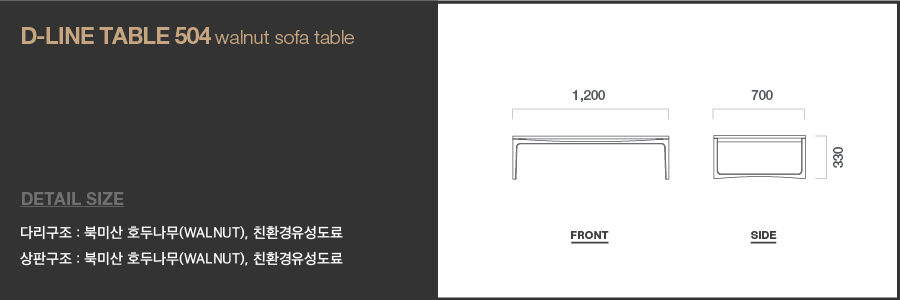 D-LINE TABLE 504 walnut sofa table
DETAIL SIZE
다리구조 : 북미산 호두나무(WALNUT), 친환경유성도료
상판구조 : 북미산 호두나무(WALNUT), 친환경유성도료
1,200
700
330
FRONT
SIDE